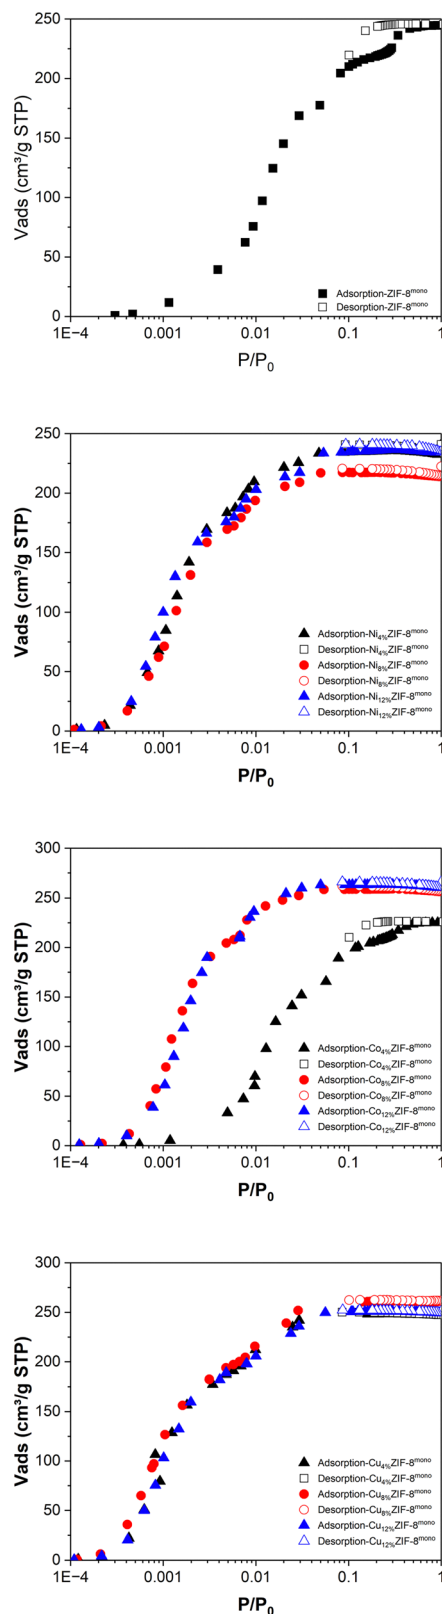 250
200
150
100
50
0
Vads (cm³/g STP)
Adsorption-ZIF-8mono
Desorption-ZIF-8mono
1E−4 0.001 0.01 0.1 1
P/P0
250
200
150
100
50
0
Vads (cm³/g STP)
Adsorption-Ni4%ZIF-8mono
Desorption-Ni4%ZIF-8mono
Adsorption-Ni8%ZIF-8mono
Desorption-Ni8%ZIF-8mono
Adsorption-Ni12%ZIF-8mono
Desorption-Ni12%ZIF-8mono
1E−4 0.001 0.01 0.1 1
P/P0
300
250
200
150
100
50
0
Vads (cm³/g STP)
Adsorption-Co4%ZIF-8mono
Desorption-Co4%ZIF-8mono
Adsorption-Co8%ZIF-8mono
Desorption-Co8%ZIF-8mono
Adsorption-Co12%ZIF-8mono
Desorption-Co12%ZIF-8mono
1E−4 0.001 0.01 0.1 1
P/P0
300
250
200
150
100
50
0
Vads (cm³/g STP)
Adsorption-Cu4%ZIF-8mono
Desorption-Cu4%ZIF-8mono
Adsorption-Cu8%ZIF-8mono
Desorption-Cu8%ZIF-8mono
Adsorption-Cu12%ZIF-8mono
Desorption-Cu12%ZIF-8mono
1E−4 0.001 0.01 0.1 1
P/P0